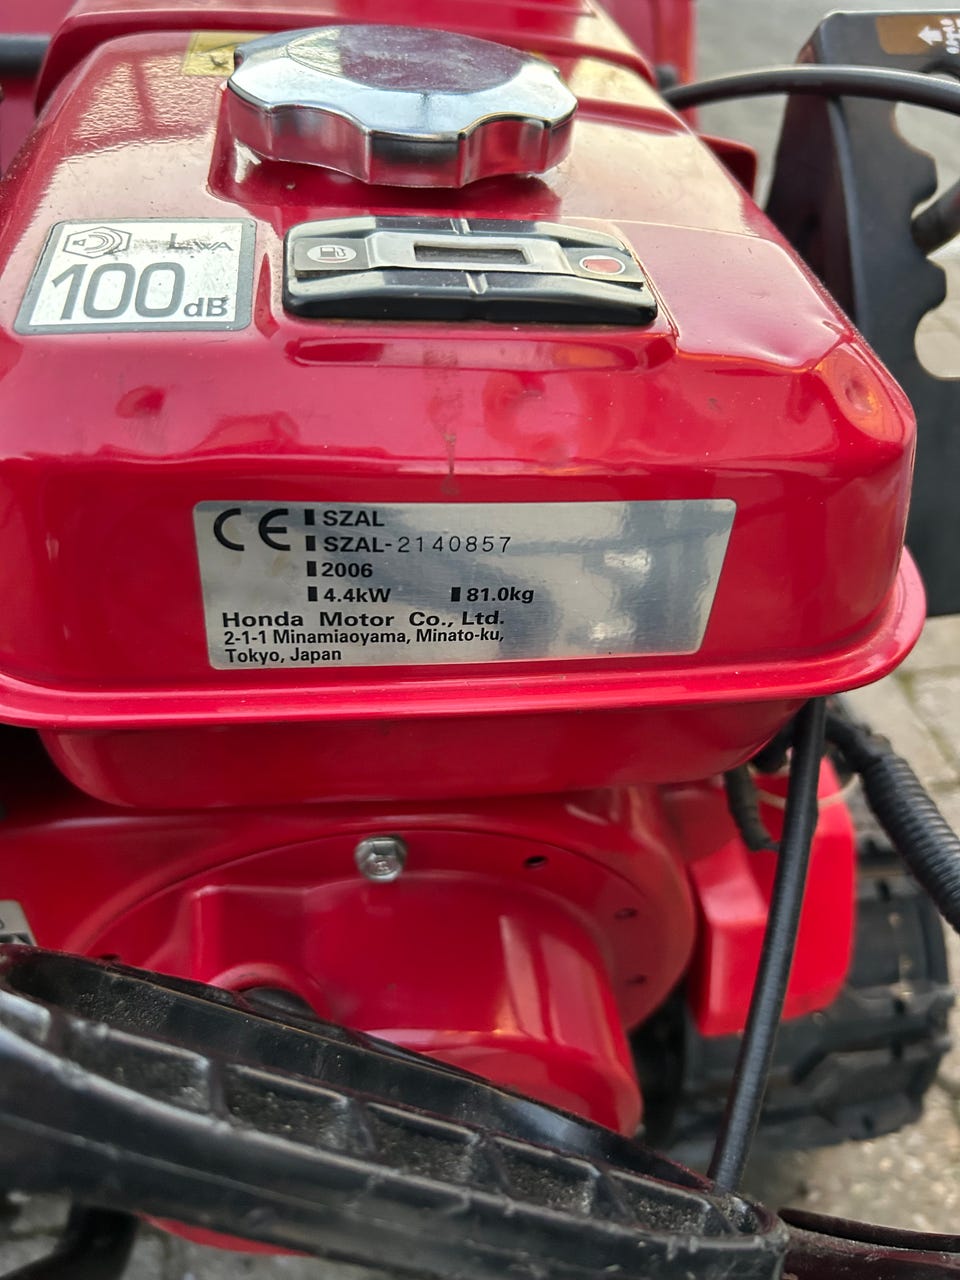 LWA
100dB
CE SZAL
SZAL-2140857
2006
4.4kW 81.0kg
Honda Motor Co., Ltd.
2-1-1 Minamiaoyama, Minato-ku,
Tokyo, Japan